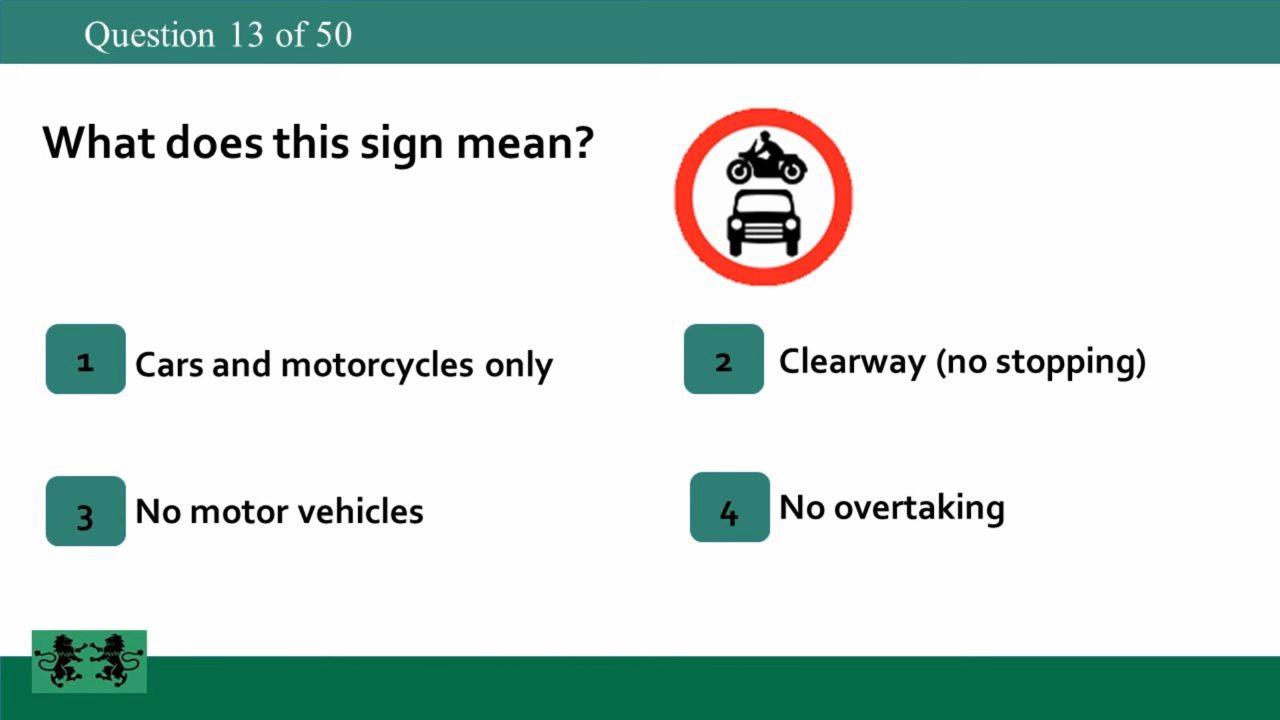 Question 13 of 50
What does this sign mean?
1 Cars and motorcycles only
2 Clearway (no stopping)
3 No motor vehicles
4 No overtaking